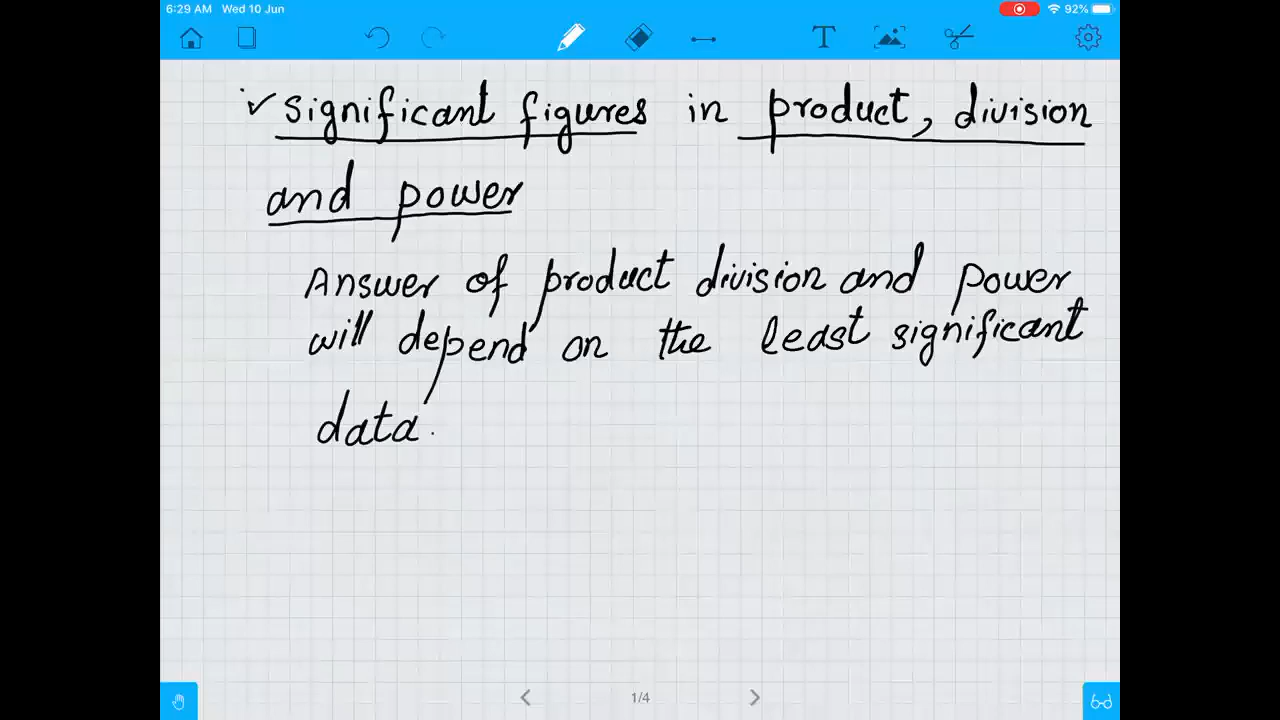 6:29 AM Wed 10 Jun 92%
T
significant figures in product, division
and power
Answer of product division and power
will depend on the least significant
data.
1/4